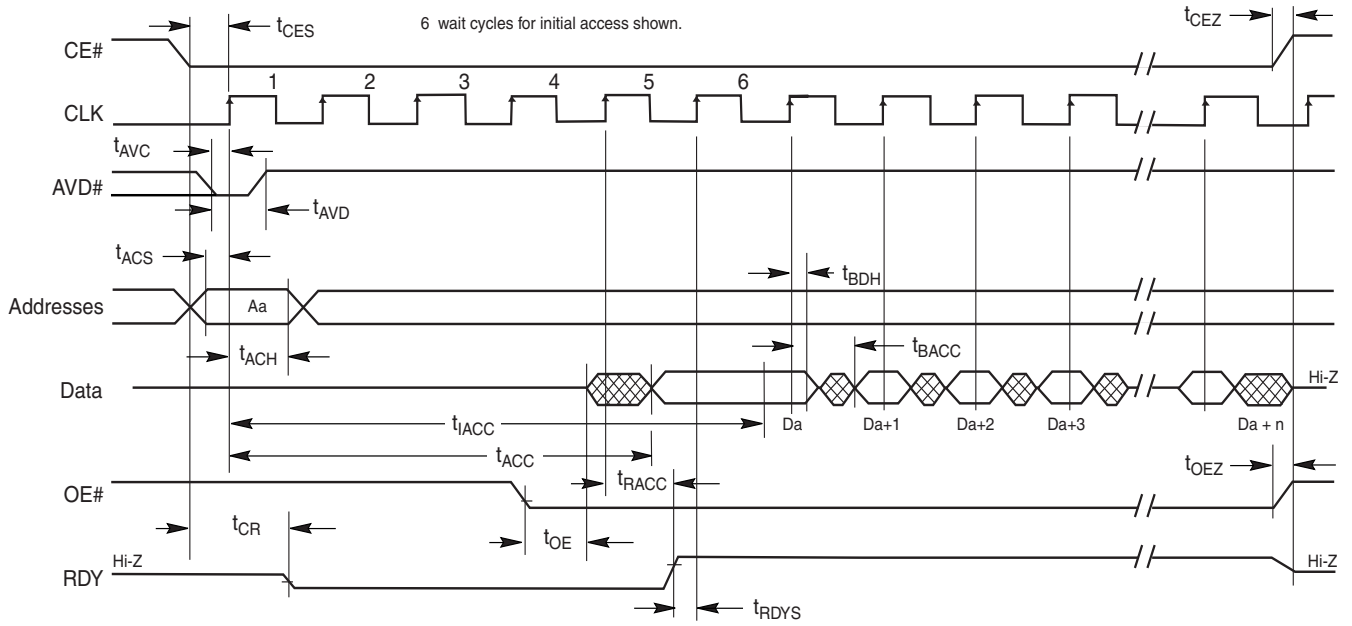 tCES
6 wait cycles for initial access shown.
tCEZ
CE#
1 2 3 4 5 6
CLK
tAVC
AVD#
tAVD
tACS
tBDH
Addresses
Aa
tACH
tBACC
Data
Hi-Z
tIACC
Da Da+1 Da+2 Da+3 Da + n
tACC
tOEZ
tRACC
OE#
tCR
tOE
Hi-Z
Hi-Z
RDY
tRDYS